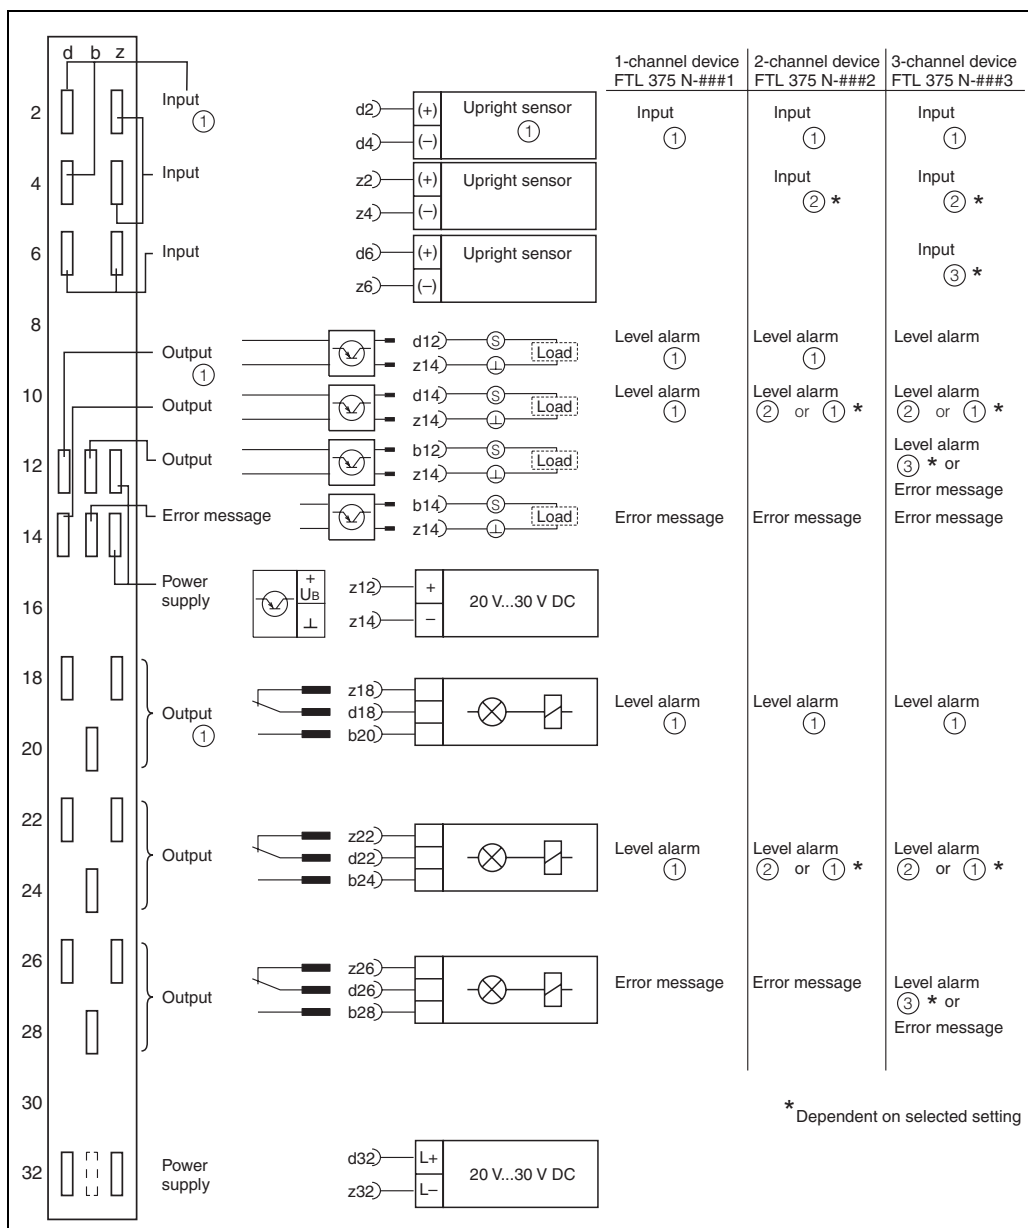 d b z
1-channel device 2-channel device 3-channel device
FTL 375 N-###1 FTL 375 N-###2 FTL 375 N-###3
2 Input d2 (+) Upright sensor Input Input Input
1 d4 (–) 1 1 1 1
4 Input z2 (+) Upright sensor Input Input
z4 (–) 2 * 2 *
6 Input d6 (+) Upright sensor Input
z6 (–) 3 *
8
Output d12 S Load Level alarm Level alarm Level alarm
1 z14 ⊥ 1 1
10 Output d14 S Load Level alarm Level alarm Level alarm
z14 ⊥ 1 2 or 1 * 2 or 1 *
12 Output b12 S Load Level alarm
z14 ⊥ 3 * or
Error message
Error message b14 S Load Error message Error message Error message
14 z14 ⊥
Power + UB z12 + 20 V...30 V DC
supply ⊥ z14 –
16
18 z18 Level alarm Level alarm Level alarm
Output d18 1 1 1
1 b20
20
22 z22 Level alarm Level alarm Level alarm
Output d22 1 2 or 1 * 2 or 1 *
24 b24
26 z26 Error message Error message Level alarm
Output d26 3 * or
28 b28 Error message
30
* Dependent on selected setting
32 Power d32 L+ 20 V...30 V DC
supply z32 L–